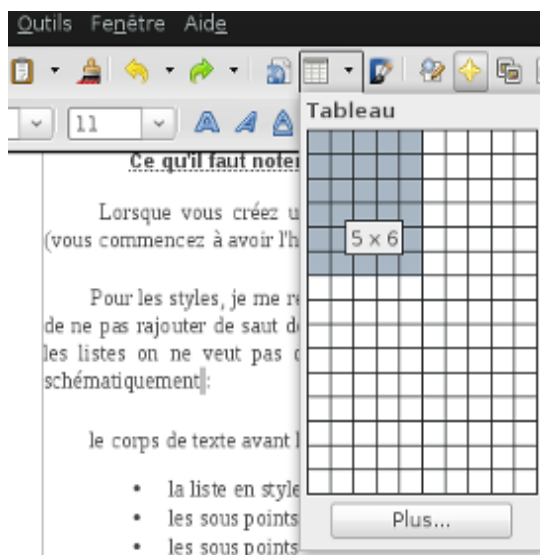 Outils Fenêtre Aide
11
Tableau
5 x 6
Ce qu'il faut noter
Lorsque vous créez u
(vous commencez à avoir l'h
Pour les styles, je me re
de ne pas rajouter de saut de
les listes on ne veut pas
schématiquement :
le corps de texte avant
• la liste en style
• les sous points
• les sous points
Plus...